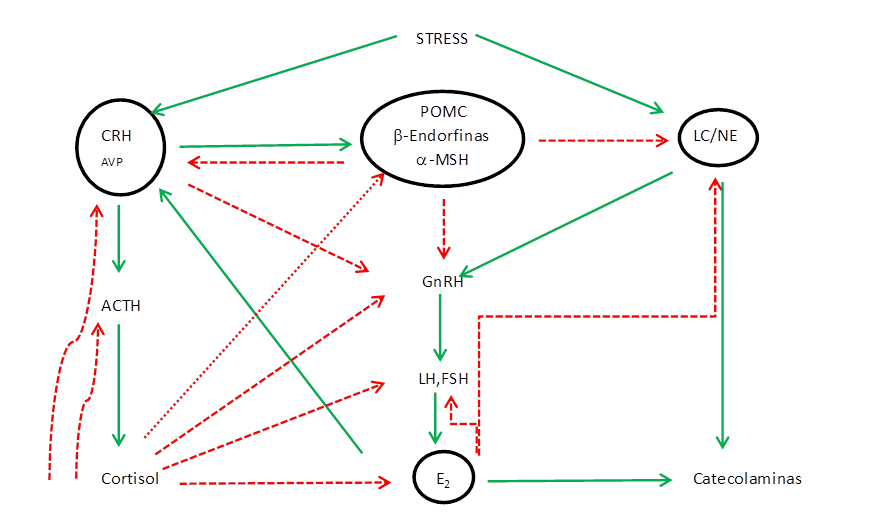 STRESS
POMC
β-Endorfinas
α-MSH
CRH
AVP
LC/NE
GnRH
ACTH
LH,FSH
Cortisol
E₂
Catecolaminas